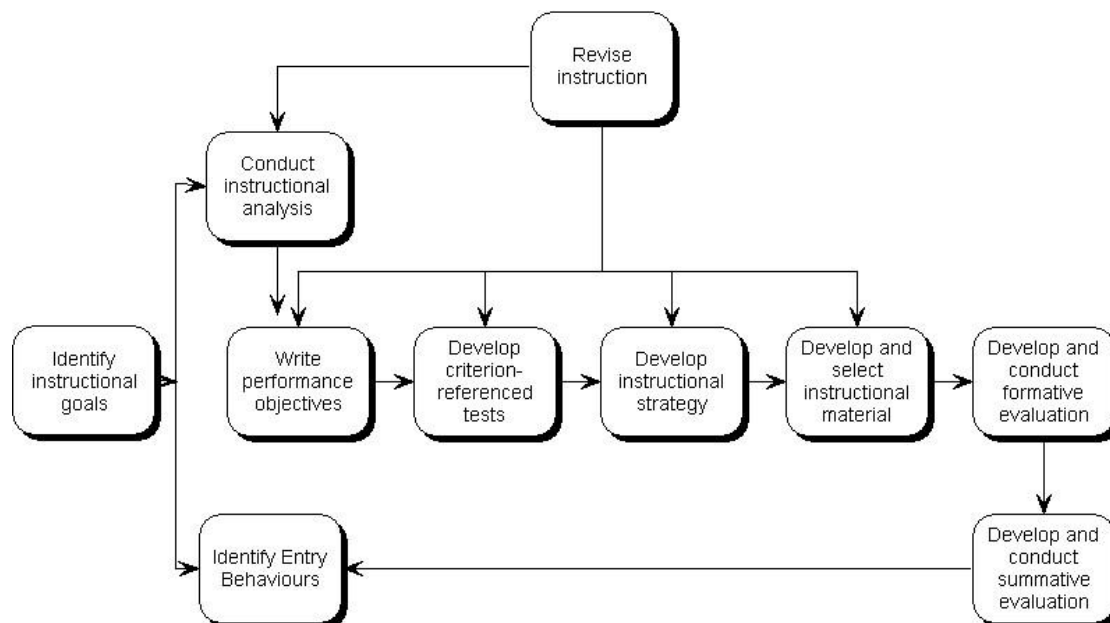 Revise
instruction
Conduct
instructional
analysis
Identify
instructional
goals
Write
performance
objectives
Develop
criterion-
referenced
tests
Develop
instructional
strategy
Develop and
select
instructional
material
Develop and
conduct
formative
evaluation
Identify Entry
Behaviours
Develop and
conduct
summative
evaluation